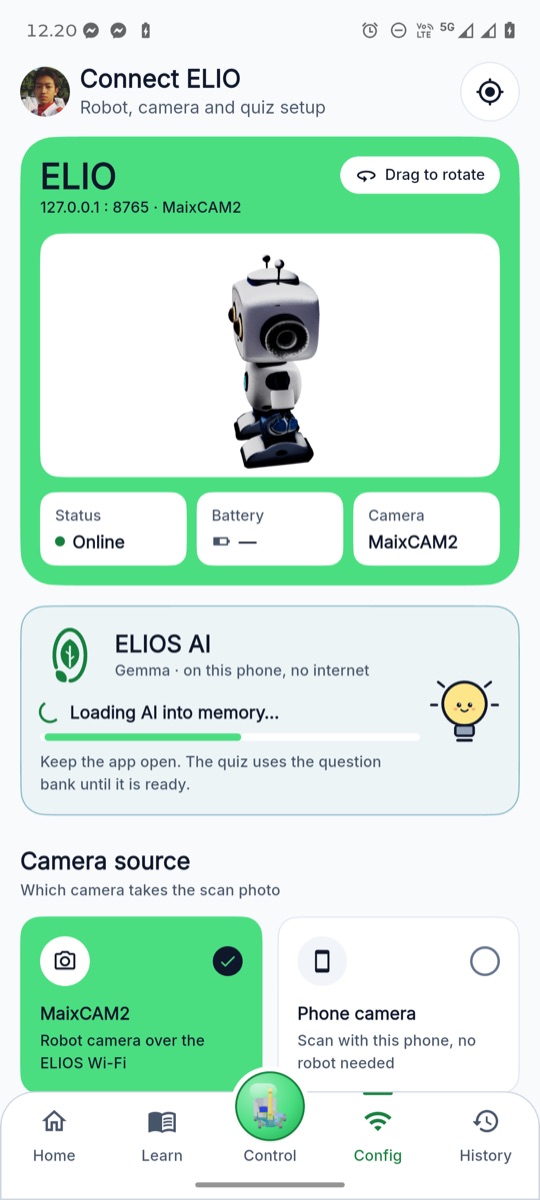 12.20
Vo))
LTE
5G
Connect ELIO
Robot, camera and quiz setup
ELIO
Drag to rotate
127.0.0.1 : 8765 · MaixCAM2
Status
Online
Battery
—
Camera
MaixCAM2
ELIOS AI
Gemma · on this phone, no internet
Loading AI into memory...
Keep the app open. The quiz uses the question
bank until it is ready.
Camera source
Which camera takes the scan photo
MaixCAM2
Robot camera over the
ELIOS Wi-Fi
Phone camera
Scan with this phone, no
robot needed
Home
Learn
Control
Config
History